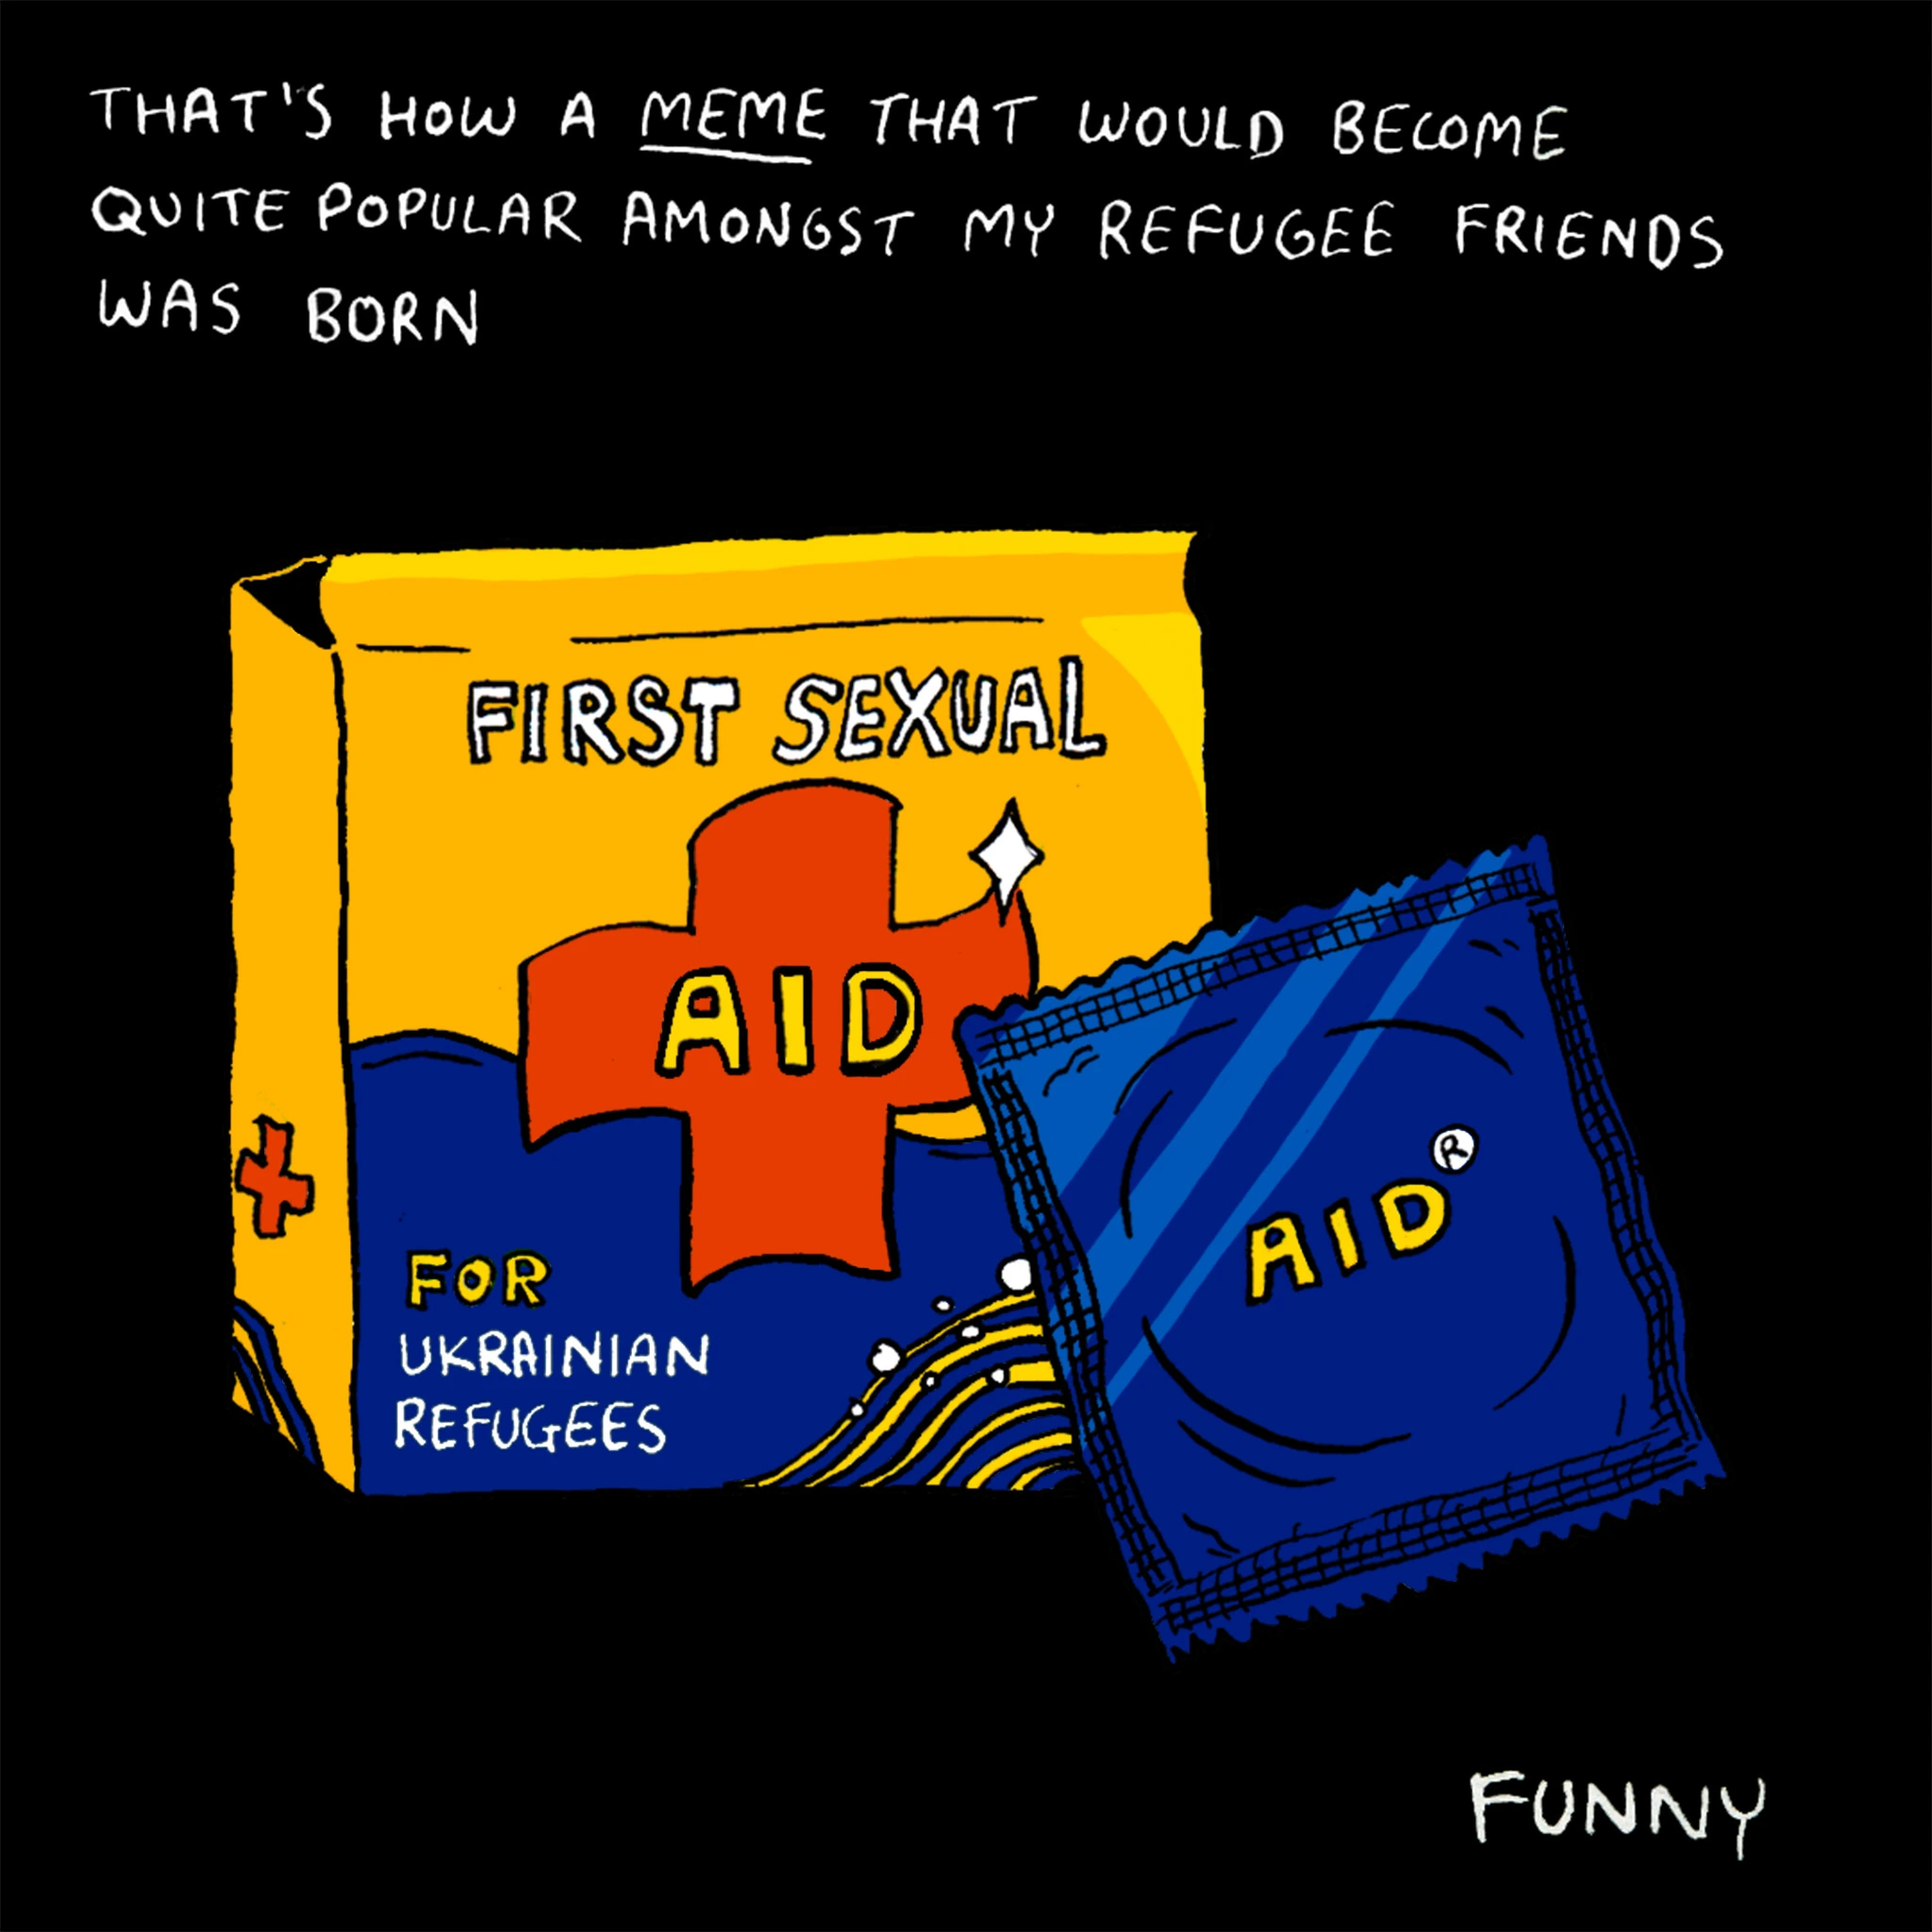 THAT'S HOW A MEME THAT WOULD BECOME
QUITE POPULAR AMONGST MY REFUGEE FRIENDS
WAS BORN
FIRST SEXUAL
AID
FOR
UKRAINIAN
REFUGEES
AID®
FUNNY